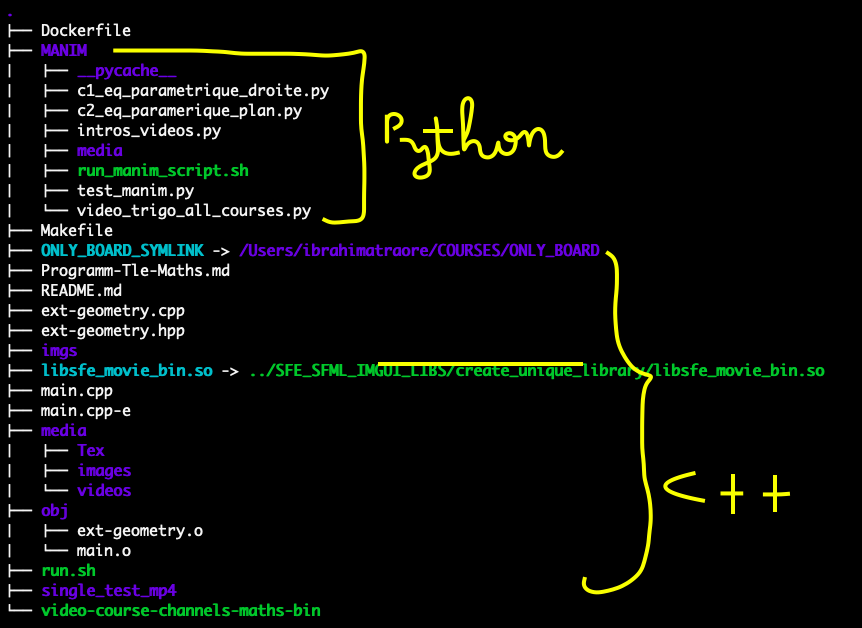 .
├── Dockerfile
├── MANIM
│   ├── __pycache__
│   ├── c1_eq_parametrique_droite.py
│   ├── c2_eq_paramerique_plan.py
│   ├── intros_videos.py
│   ├── media
│   ├── run_manim_script.sh
│   ├── test_manim.py
│   └── video_trigo_all_courses.py
Python
├── Makefile
├── ONLY_BOARD_SYMLINK -> /Users/ibrahimatraore/COURSES/ONLY_BOARD
├── Programm-Tle-Maths.md
├── README.md
├── ext-geometry.cpp
├── ext-geometry.hpp
├── imgs
├── libsfe_movie_bin.so -> ../SFE_SFML_IMGUI_LIBS/create_unique_library/libsfe_movie_bin.so
├── main.cpp
├── main.cpp-e
├── media
│   ├── Tex
│   ├── images
│   └── videos
├── obj
│   ├── ext-geometry.o
│   └── main.o
├── run.sh
├── single_test_mp4
└── video-course-channels-maths-bin
C++